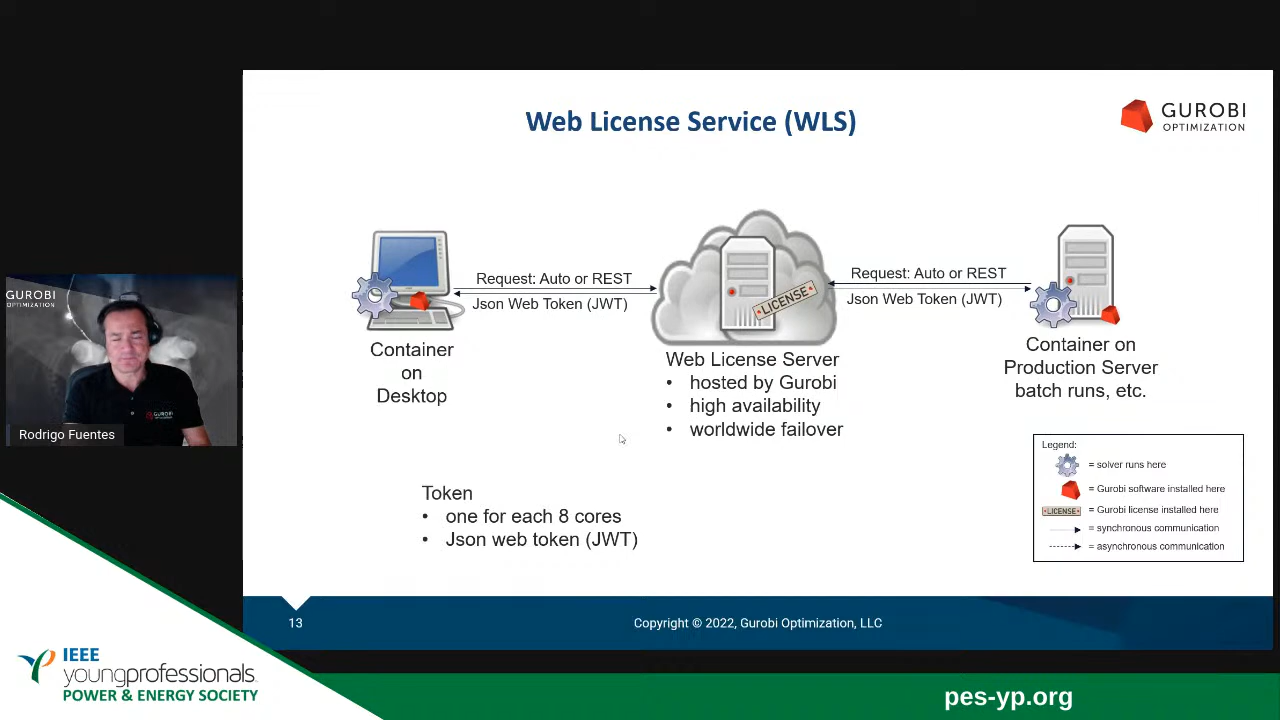 Web License Service (WLS)
GUROBI
OPTIMIZATION
Request: Auto or REST
Json Web Token (JWT)
Request: Auto or REST
Json Web Token (JWT)
LICENSE
Container
on
Desktop
Web License Server
• hosted by Gurobi
• high availability
• worldwide failover
Container on
Production Server
batch runs, etc.
Token
• one for each 8 cores
• Json web token (JWT)
Legend:
= solver runs here
= Gurobi software installed here
LICENSE
= Gurobi license installed here
= synchronous communication
= asynchronous communication
13
Copyright © 2022, Gurobi Optimization, LLC
GUROBI
OPTIMIZATION
GUROBI
Rodrigo Fuentes
IEEE
youngprofessionals
POWER & ENERGY SOCIETY
pes-yp.org